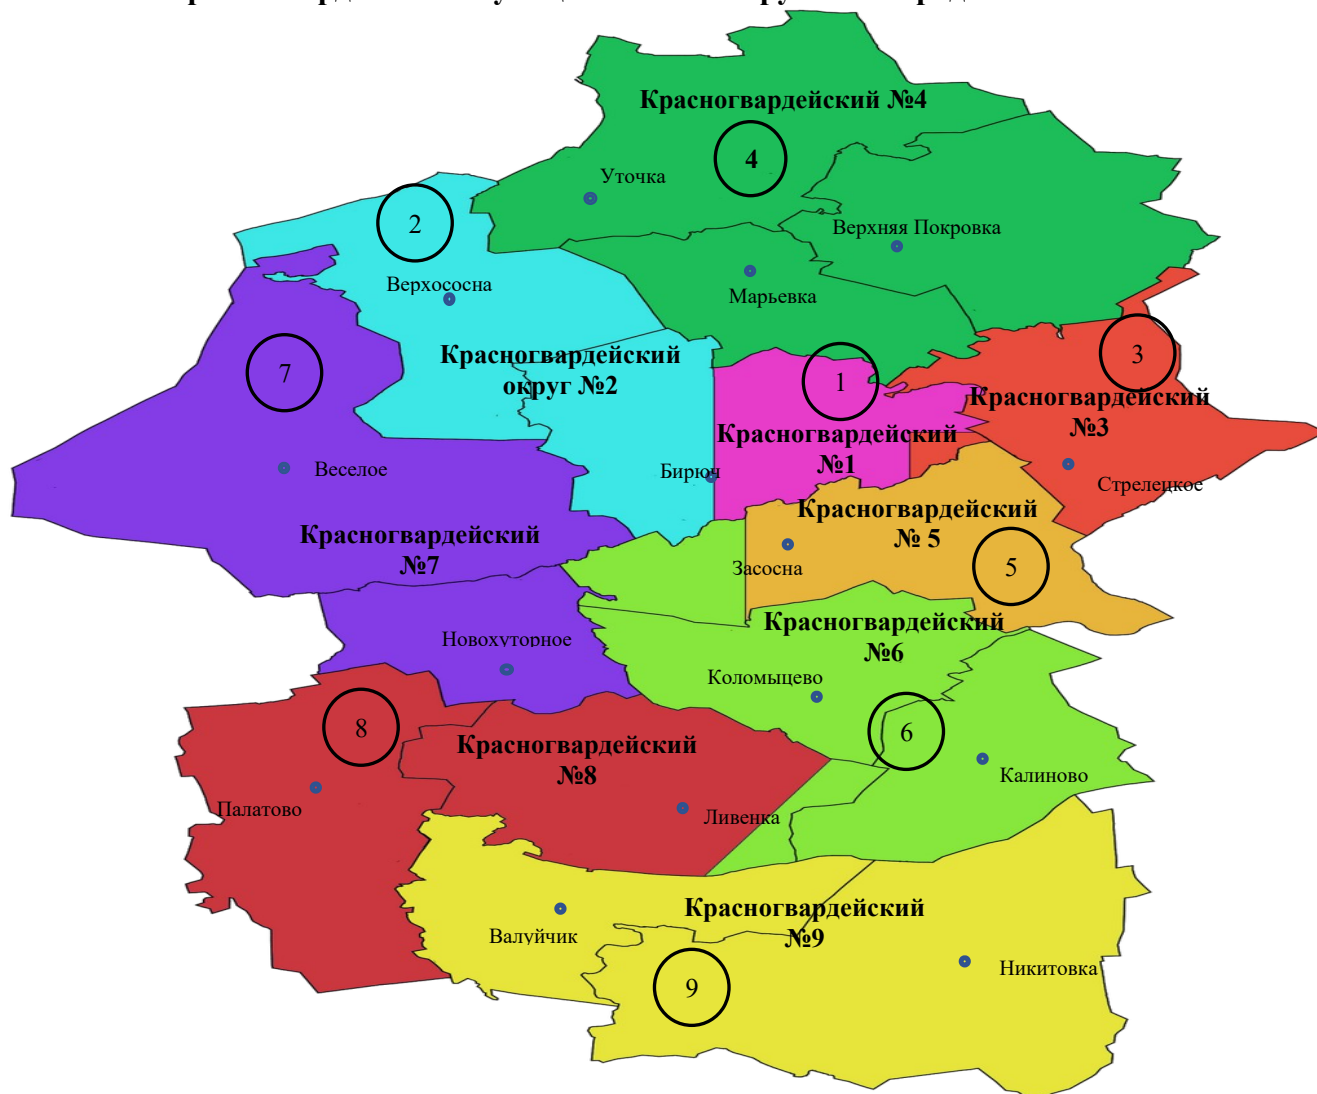 Красногвардейский №4
4
Уточка
2
Верхняя Покровка
Верхососна
Марьевка
3
Красногвардейский
округ №2
7
1
Красногвардейский
№3
Красногвардейский
№1
Веселое
Бирюч
Стрелецкое
Красногвардейский
№ 5
Красногвардейский
№7
Засосна
5
Красногвардейский
№6
Новохуторное
Коломыцево
8
6
Красногвардейский
№8
Калиново
Палатово
Ливенка
Красногвардейский
№9
Валуйчик
Никитовка
9